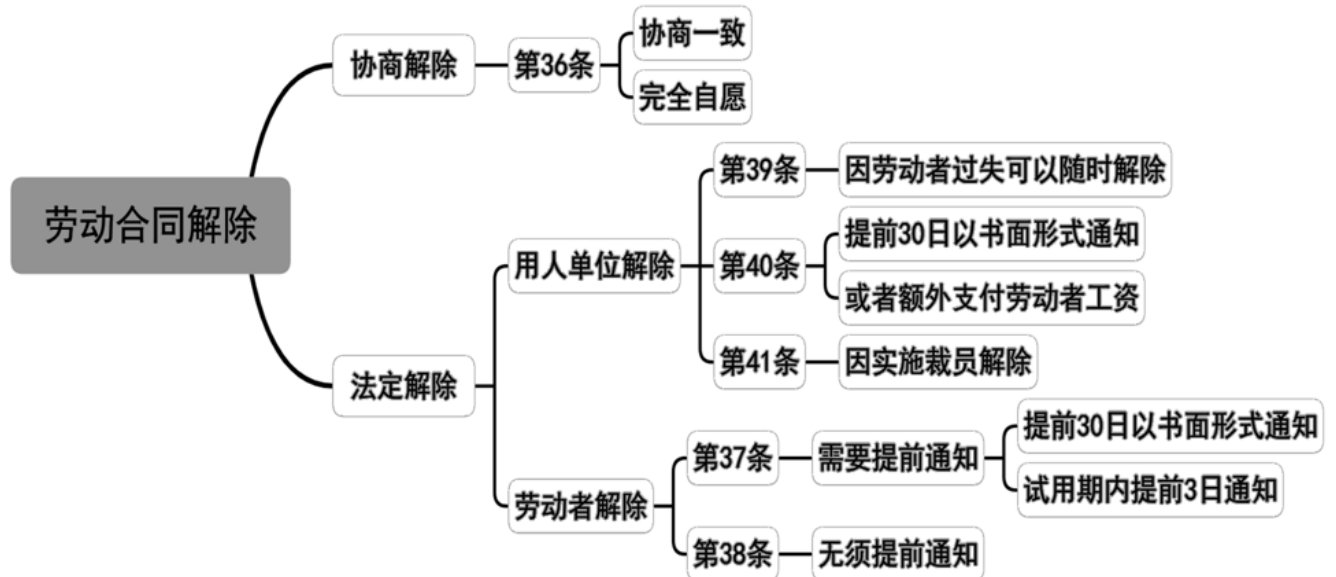 劳动合同解除
协商解除
第36条
协商一致
完全自愿
法定解除
用人单位解除
第39条
因劳动者过失可以随时解除
第40条
提前30日以书面形式通知
或者额外支付劳动者工资
第41条
因实施裁员解除
劳动者解除
第37条
需要提前通知
提前30日以书面形式通知
试用期内提前3日通知
第38条
无须提前通知